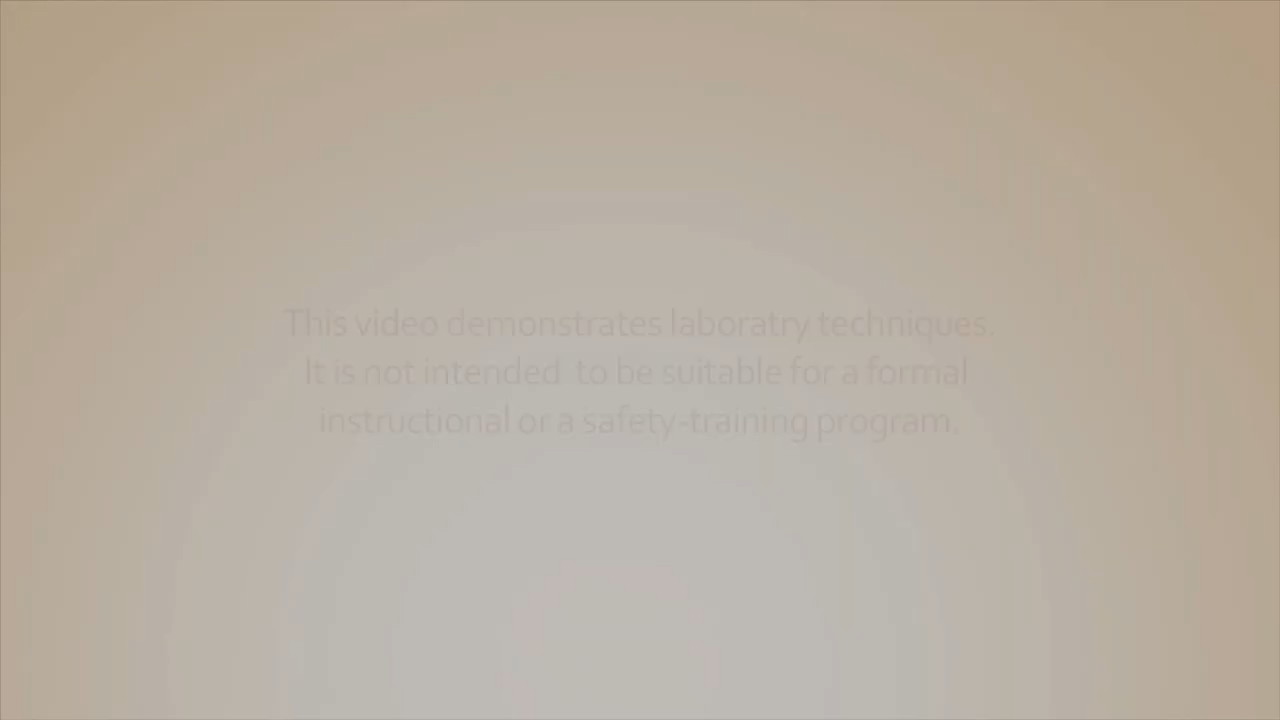 This video demonstrates laboratry techniques.
It is not intended to be suitable for a formal
instructional or a safety-training program.